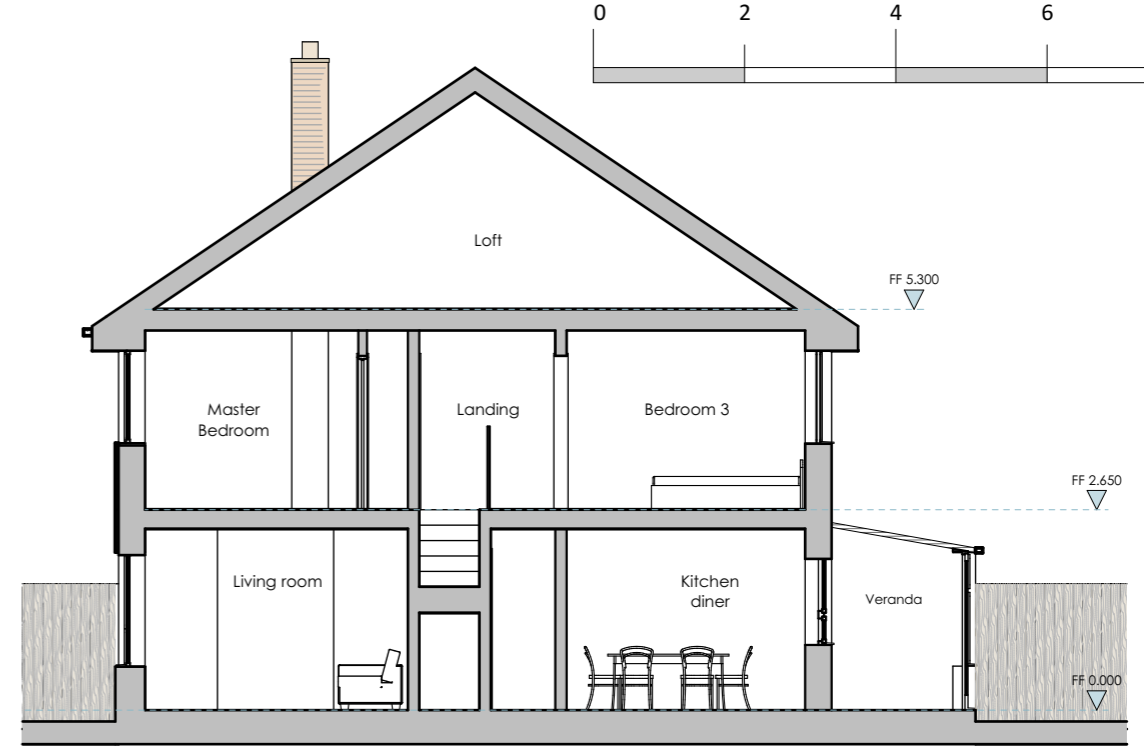 0 2 4 6
Loft
FF 5.300
Master
Bedroom
Landing
Bedroom 3
FF 2.650
Living room
Kitchen
diner
Veranda
FF 0.000